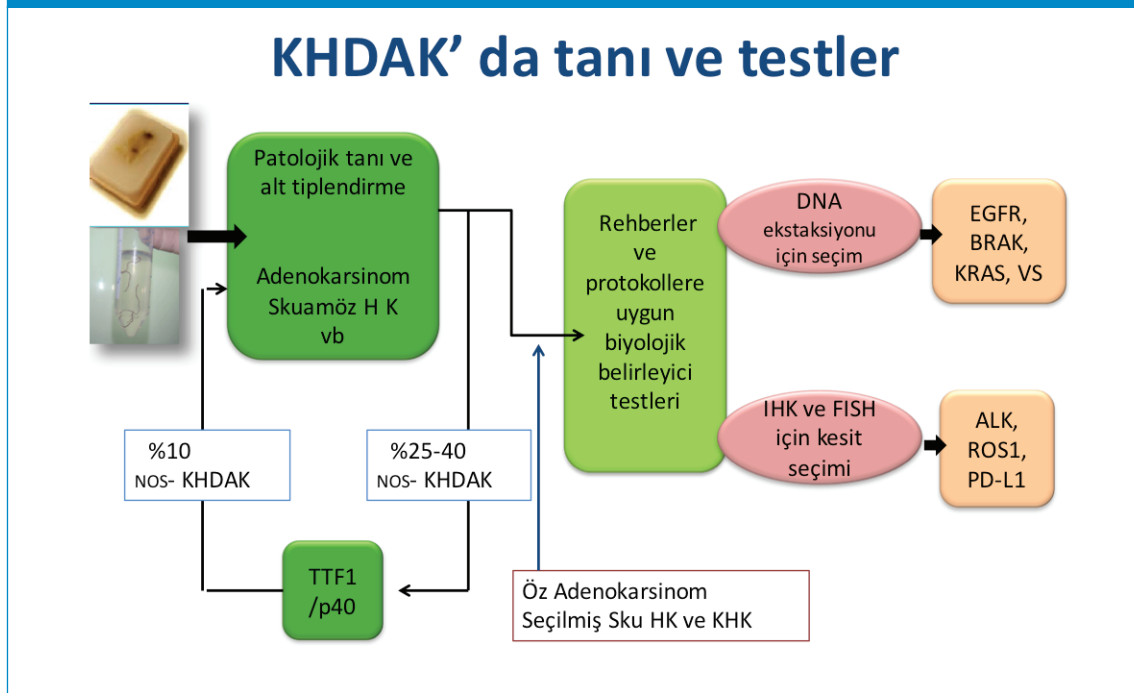 KHDAK’ da tanı ve testler
Patolojik tanı ve
alt tiplendirme
Adenokarsinom
Skuamöz H K
vb
%10
NOS- KHDAK
%25-40
NOS- KHDAK
TTF1
/p40
Öz Adenokarsinom
Seçilmiş Sku HK ve KHK
Rehberler
ve
protokollere
uygun
biyolojik
belirleyici
testleri
DNA
ekstaksiyonu
için seçim
EGFR,
BRAK,
KRAS, VS
IHK ve FISH
için kesit
seçimi
ALK,
ROS1,
PD-L1